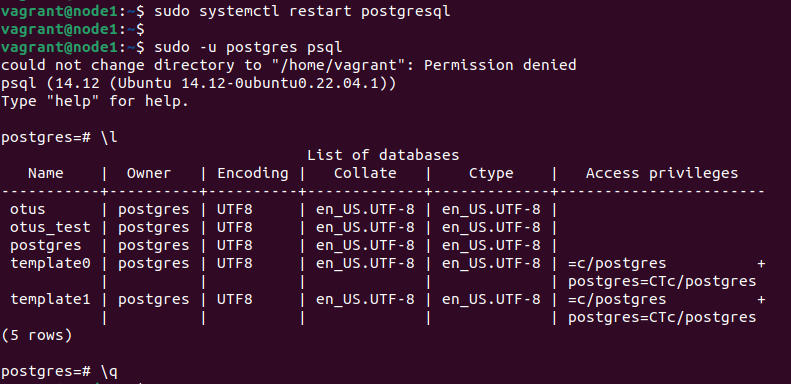 vagrant@node1:~$ sudo systemctl restart postgresql
vagrant@node1:~$
vagrant@node1:~$ sudo -u postgres psql
could not change directory to "/home/vagrant": Permission denied
psql (14.12 (Ubuntu 14.12-0ubuntu0.22.04.1))
Type "help" for help.

postgres=# \l
                                  List of databases
   Name    |  Owner   | Encoding |   Collate   |    Ctype    |   Access privileges
-----------+----------+----------+-------------+-------------+-----------------------
 otus      | postgres | UTF8     | en_US.UTF-8 | en_US.UTF-8 |
 otus_test | postgres | UTF8     | en_US.UTF-8 | en_US.UTF-8 |
 postgres  | postgres | UTF8     | en_US.UTF-8 | en_US.UTF-8 |
 template0 | postgres | UTF8     | en_US.UTF-8 | en_US.UTF-8 | =c/postgres          +
           |          |          |             |             | postgres=CTc/postgres
 template1 | postgres | UTF8     | en_US.UTF-8 | en_US.UTF-8 | =c/postgres          +
           |          |          |             |             | postgres=CTc/postgres
(5 rows)

postgres=# \q